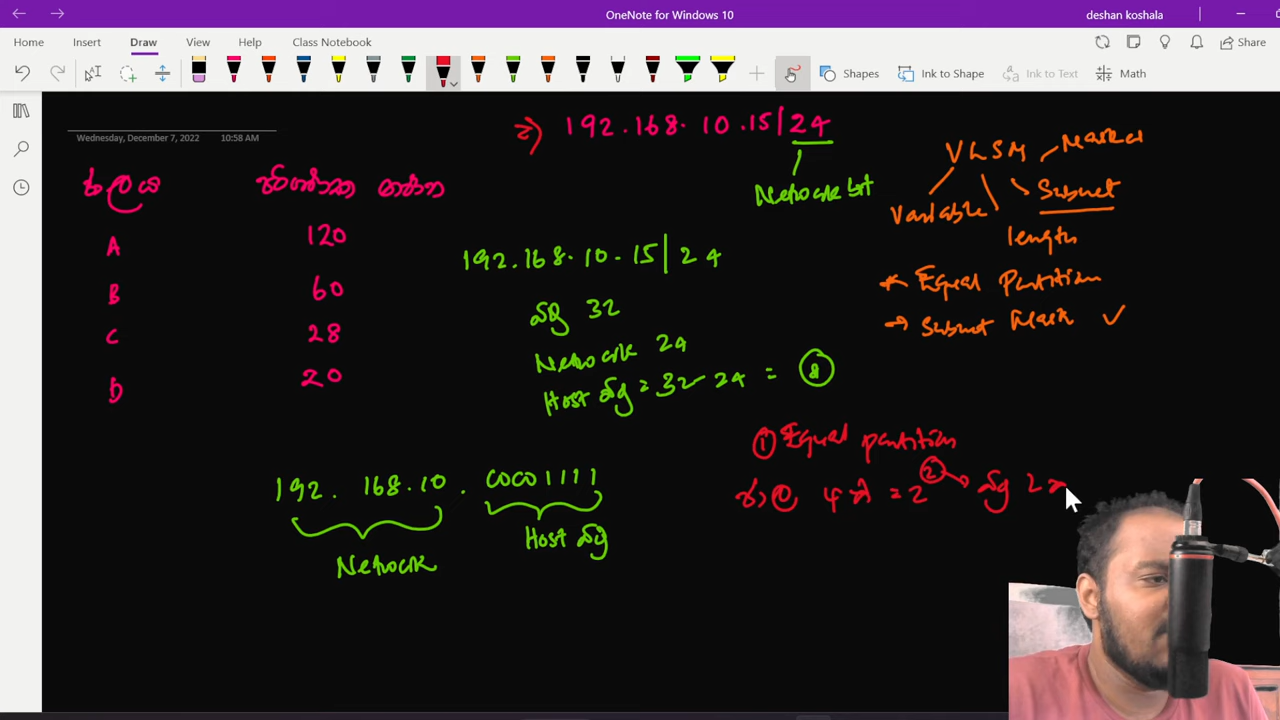 OneNote for Windows 10
deshan koshala
Home Insert Draw View Help Class Notebook
Share
Shapes Ink to Shape Ink to Text Math
Wednesday, December 7, 2022 10:58 AM
192.168.10.15/24
Network bit
VLSM
Variable
length
Subnet
* Equal Partition
→ Subnet Mask ✓
A 120
B 60
C 28
D 20
192.168.10.15/24
බිටු 32
Network 24
Host බිටු = 32 - 24 = 8
192.168.10.00001111
Network
Host බිටු
① Equal partition
4 = 2² → බිටු 2